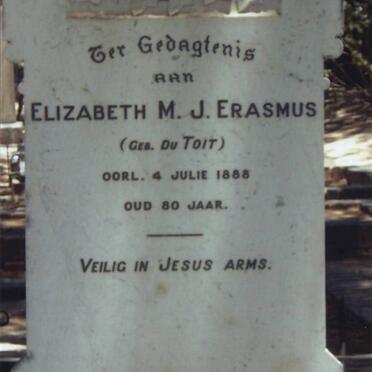 Ter Gedagtenis
AAN
ELIZABETH M. J. ERASMUS
(GEB. DU TOIT)
OORL. 4 JULIE 1888
OUD 80 JAAR.
VEILIG IN JESUS ARMS.